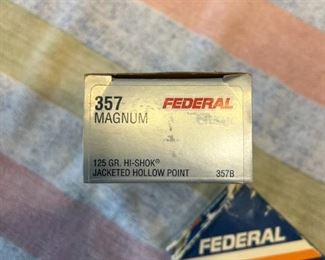 357 FEDERAL
MAGNUM
125 GR. HI-SHOK®
JACKETED HOLLOW POINT 357B
FEDERAL